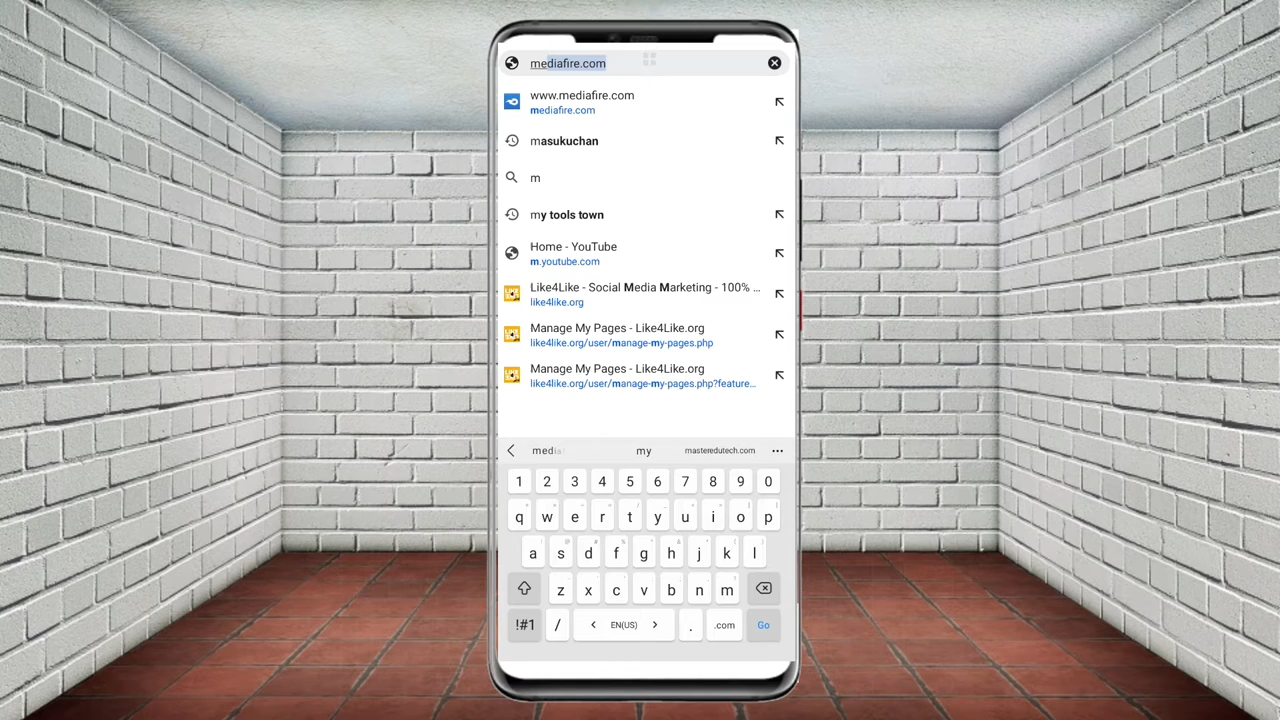 mediafire.com
www.mediafire.com
mediafire.com
masukuchan
m
my tools town
Home - YouTube
m.youtube.com
Like4Like - Social Media Marketing - 100% ...
like4like.org
Manage My Pages - Like4Like.org
like4like.org/user/manage-my-pages.php
Manage My Pages - Like4Like.org
like4like.org/user/manage-my-pages.php?feature...
media my masteredutech.com
1 2 3 4 5 6 7 8 9 0
q w e r t y u i o p
a s d f g h j k l
z x c v b n m
!#1 / EN(US) . .com Go